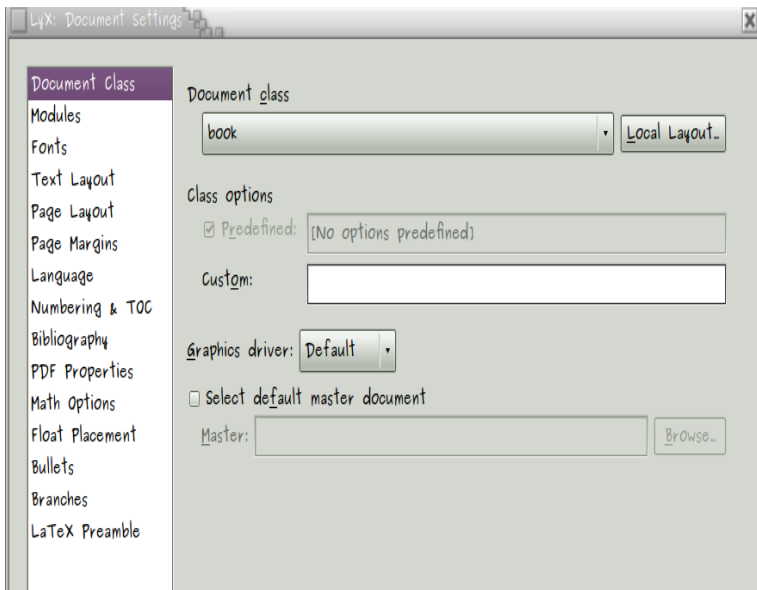 LyX: Document Settings
Document Class
Modules
Fonts
Text Layout
Page Layout
Page Margins
Language
Numbering & TOC
Bibliography
PDF Properties
Math Options
Float Placement
Bullets
Branches
LaTeX Preamble
Document class
book
Local Layout...
Class options
Predefined: [No options predefined]
Custom:
Graphics driver: Default
Select default master document
Master:
Browse...